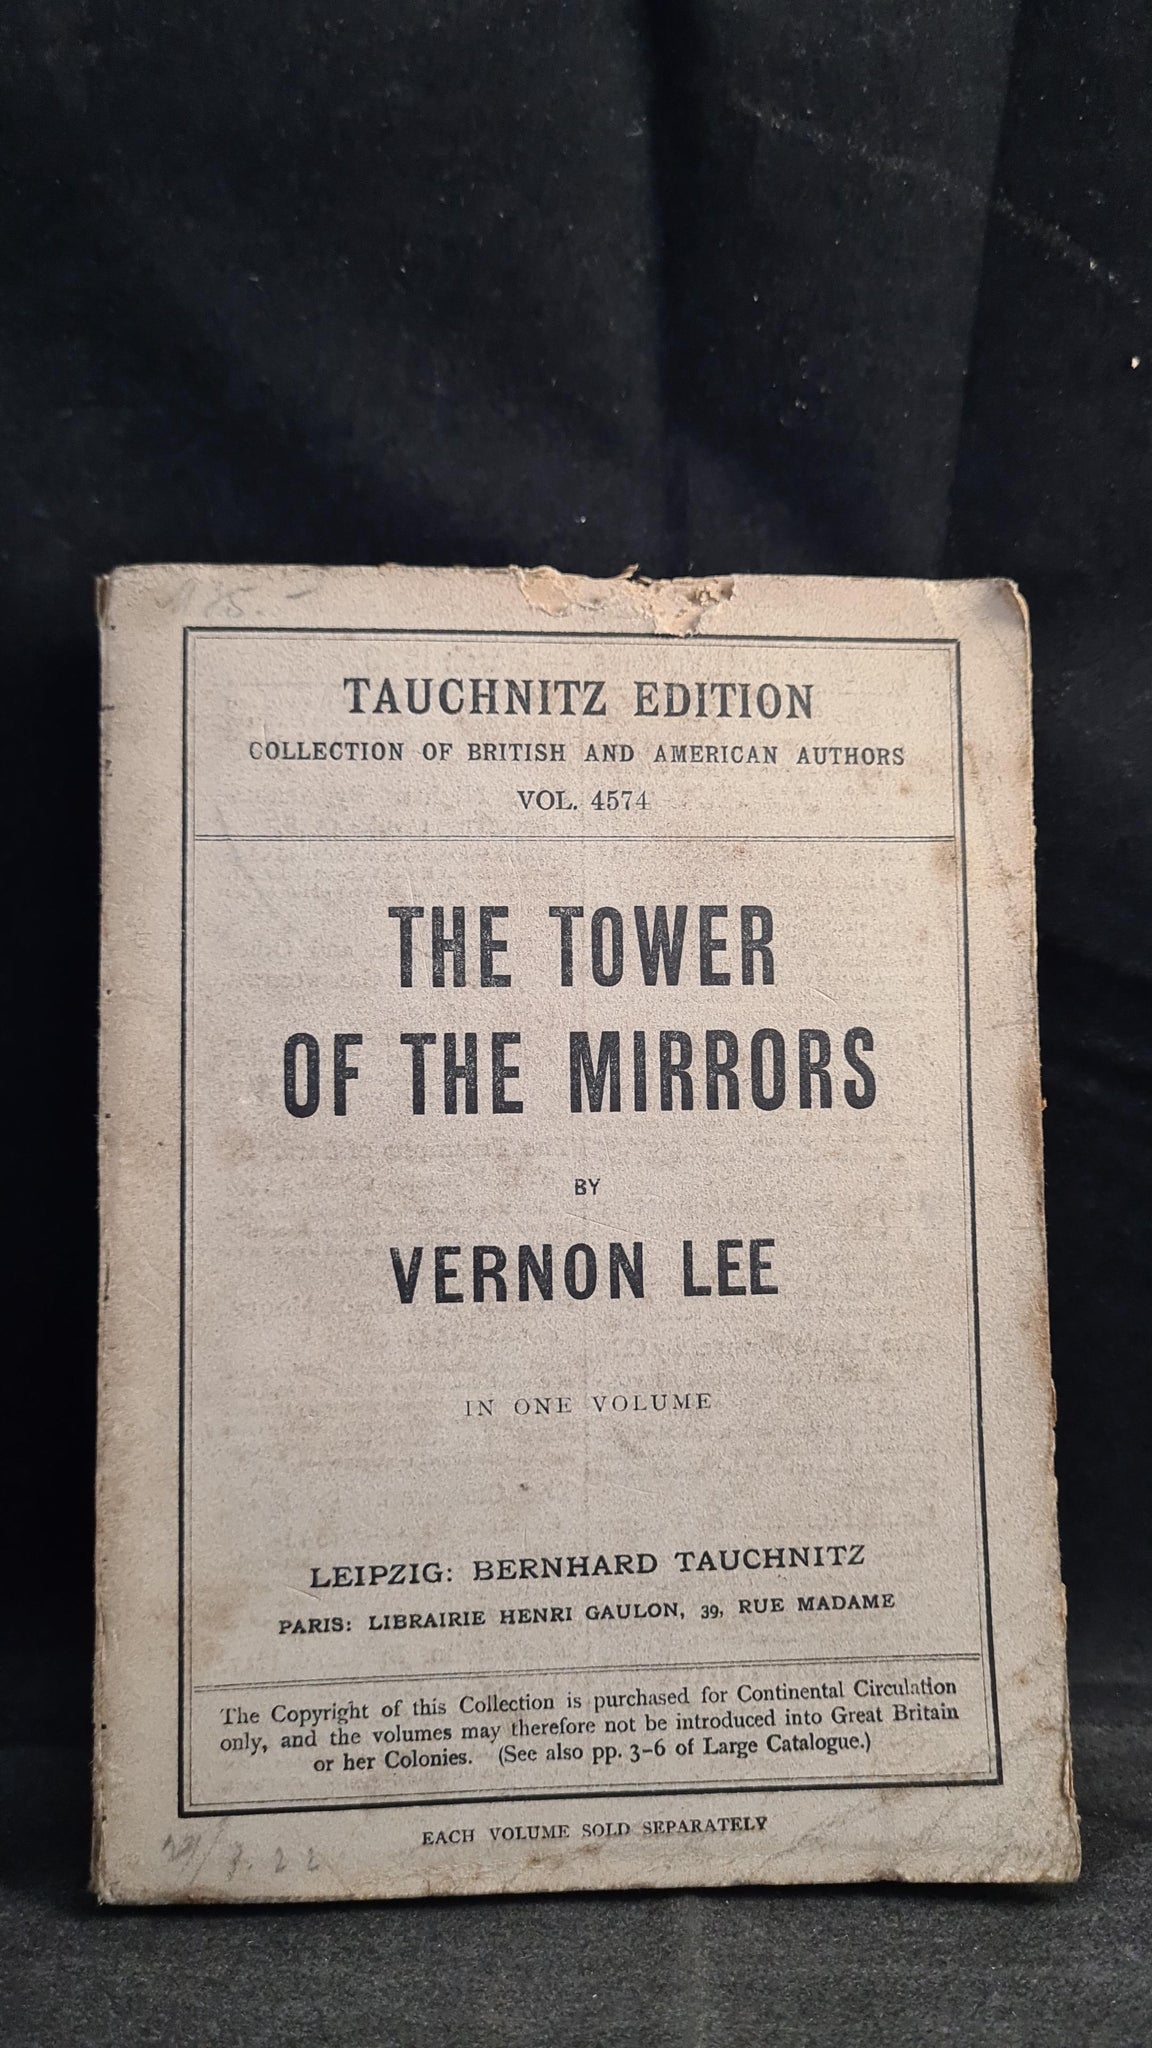 TAUCHNITZ EDITION
COLLECTION OF BRITISH AND AMERICAN AUTHORS
VOL. 4574
THE TOWER
OF THE MIRRORS
BY
VERNON LEE
IN ONE VOLUME
LEIPZIG: BERNHARD TAUCHNITZ
PARIS: LIBRAIRIE HENRI GAULON, 39, RUE MADAME
The Copyright of this Collection is purchased for Continental Circulation
only, and the volumes may therefore not be introduced into Great Britain
or her Colonies. (See also pp. 3-6 of Large Catalogue.)
EACH VOLUME SOLD SEPARATELY